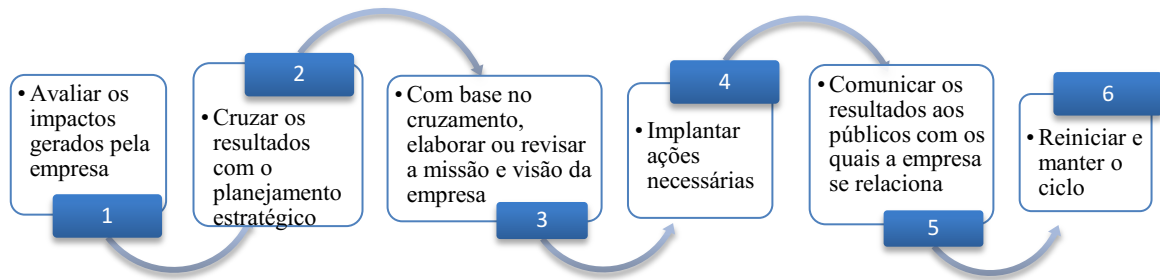 • Avaliar os
impactos
gerados pela
empresa
1
2
• Cruzar os
resultados
com o
planejamento
estratégico
• Com base no
cruzamento,
elaborar ou revisar
a missão e visão da
empresa
3
4
• Implantar
ações
necessárias
• Comunicar os
resultados aos
públicos com os
quais a empresa
se relaciona
5
6
• Reiniciar e
manter o
ciclo